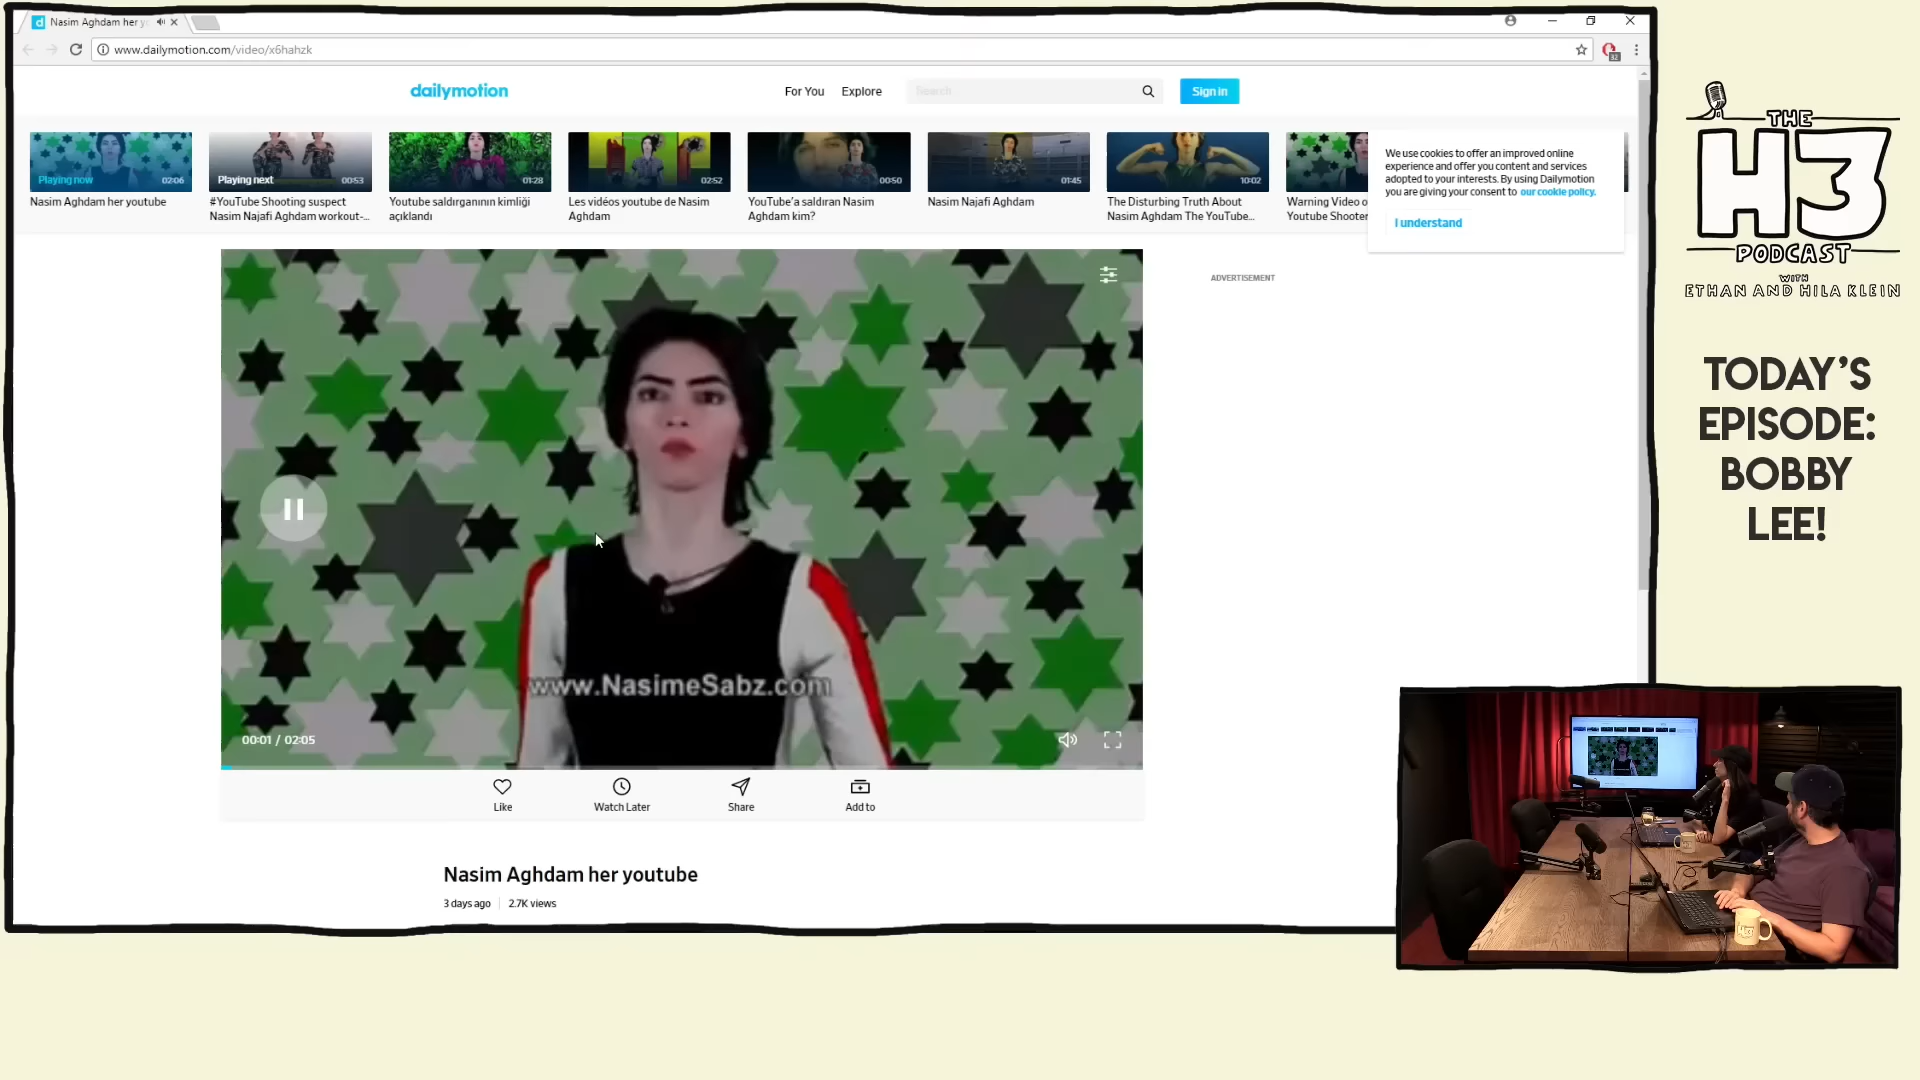 Nasim Aghdam her yo
www.dailymotion.com/video/x6hahzk
32
dailymotion
For You
Explore
Search...
Sign in
Playing now
02:06
Playing next
00:53
01:28
02:52
00:50
01:45
10:02
Nasim Aghdam her youtube
#YouTube Shooting suspect
Nasim Najafi Aghdam workout-...
Youtube saldırganının kimliği
açıklandı
Les vidéos youtube de Nasim
Aghdam
YouTube'a saldıran Nasim
Aghdam kim?
Nasim Najafi Aghdam
The Disturbing Truth About
Nasim Aghdam The YouTube...
Warning Video o
Youtube Shooter
We use cookies to offer an improved online
experience and offer you content and services
adopted to your interests. By using Dailymotion
you are giving your consent to our cookie policy.
I understand
ADVERTISEMENT
www.NasimeSabz.com
00:01 / 02:05
Like
Watch Later
Share
Add to
Nasim Aghdam her youtube
3 days ago
2.7K views
THE
H3
PODCAST
WITH
ETHAN AND HILA KLEIN
TODAY'S
EPISODE:
BOBBY
LEE!